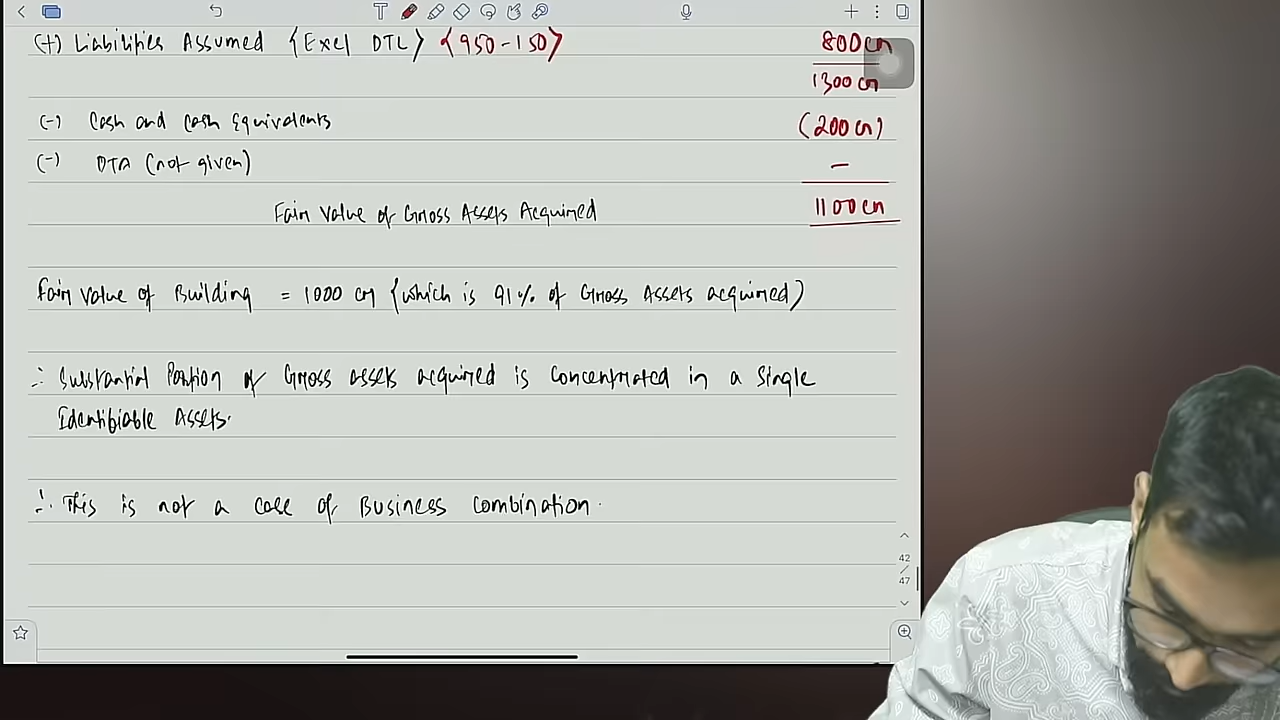 (+) Liabilities Assumed {Excl DTL} {950-150} 800 cr
1300 cr
(-) Cash and Cash Equivalents (200 cr)
(-) DTA (not given) —
Fair Value of Gross Assets Acquired 1100 cr
Fair Value of Building = 1000 cr {which is 91% of Gross Assets acquired}
∴ Substantial Portion of Gross assets acquired is concentrated in a single
Identifiable Assets.
∴ This is not a case of Business Combination.
42
47